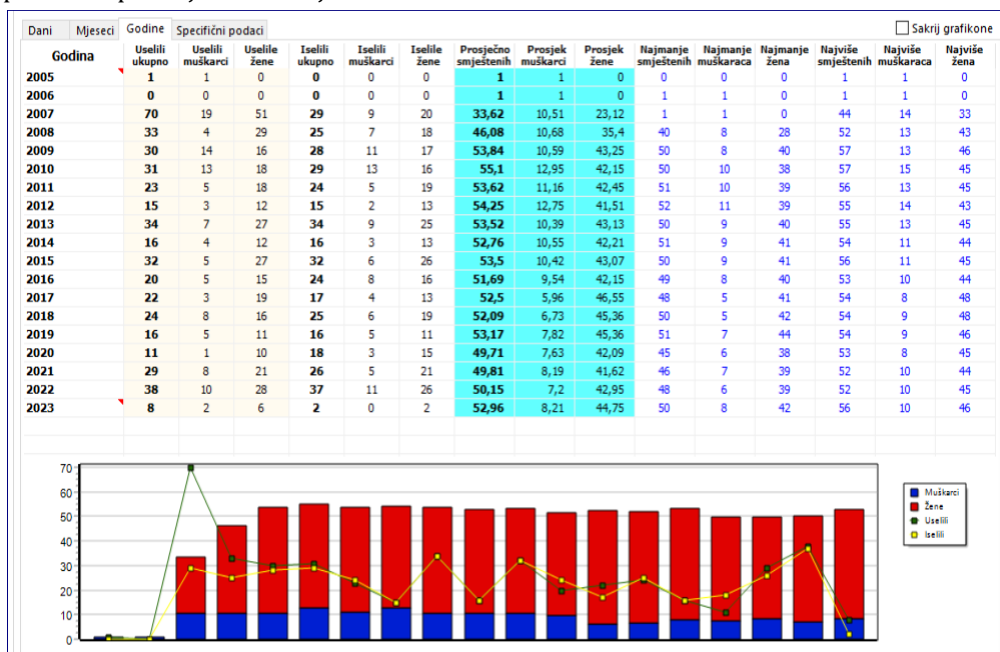 Dani Mjeseci Godine Specifični podaci Sakrij grafikone
Godina Uselili ukupno Uselili muškarci Uselile žene Iselili ukupno Iselili muškarci Iselile žene Prosječno smještenih Prosjek muškarci Prosjek žene Najmanje smještenih Najmanje muškaraca Najmanje žena Najviše smještenih Najviše muškaraca Najviše žena
2005 1 1 0 0 0 0 1 1 0 0 0 0 1 1 0
2006 0 0 0 0 0 0 1 1 0 1 1 0 1 1 0
2007 70 19 51 29 9 20 33,62 10,51 23,12 1 1 0 44 14 33
2008 33 4 29 25 7 18 46,08 10,68 35,4 40 8 28 52 13 43
2009 30 14 16 28 11 17 53,84 10,59 43,25 50 8 40 57 13 46
2010 31 13 18 29 13 16 55,1 12,95 42,15 50 10 38 57 15 45
2011 23 5 18 24 5 19 53,62 11,16 42,45 51 10 39 56 13 45
2012 15 3 12 15 2 13 54,25 12,75 41,51 52 11 39 55 14 43
2013 34 7 27 34 9 25 53,52 10,39 43,13 50 9 40 55 13 45
2014 16 4 12 16 3 13 52,76 10,55 42,21 51 9 41 54 11 44
2015 32 5 27 32 6 26 53,5 10,42 43,07 50 9 41 56 11 45
2016 20 5 15 24 8 16 51,69 9,54 42,15 49 8 40 53 10 44
2017 22 3 19 17 4 13 52,5 5,96 46,55 48 5 41 54 8 48
2018 24 8 16 25 6 19 52,09 6,73 45,36 50 5 42 54 9 48
2019 16 5 11 16 5 11 53,17 7,82 45,36 51 7 44 54 9 46
2020 11 1 10 18 3 15 49,71 7,63 42,09 45 6 38 53 8 45
2021 29 8 21 26 5 21 49,81 8,19 41,62 46 7 39 52 10 44
2022 38 10 28 37 11 26 50,15 7,2 42,95 48 6 39 52 10 45
2023 8 2 6 2 0 2 52,96 8,21 44,75 50 8 42 56 10 46
70
60
50
40
30
20
10
0
Muškarci
Žene
Uselili
Iselili